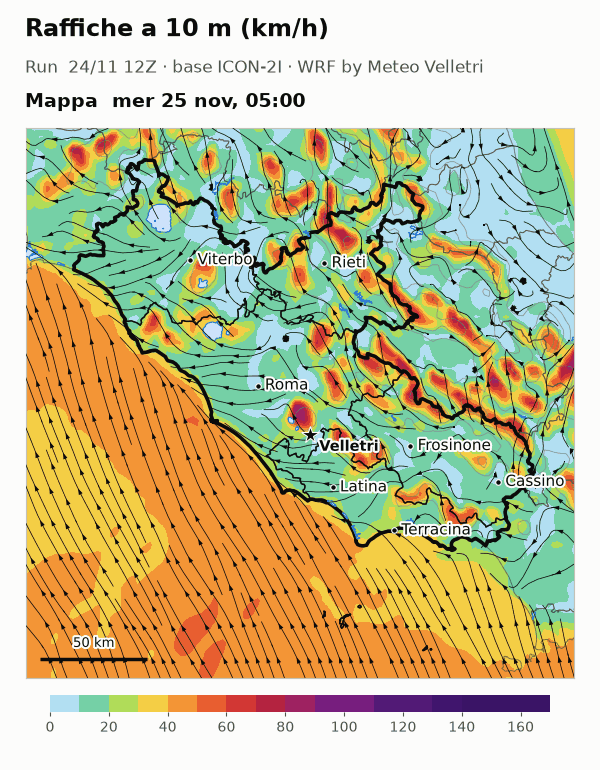 Raffiche a 10 m (km/h)
Run 24/11 12Z · base ICON-2I · WRF by Meteo Velletri
Mappa mer 25 nov, 05:00
Viterbo
Rieti
Roma
Velletri
Frosinone
Cassino
Latina
Terracina
50 km
0 20 40 60 80 100 120 140 160